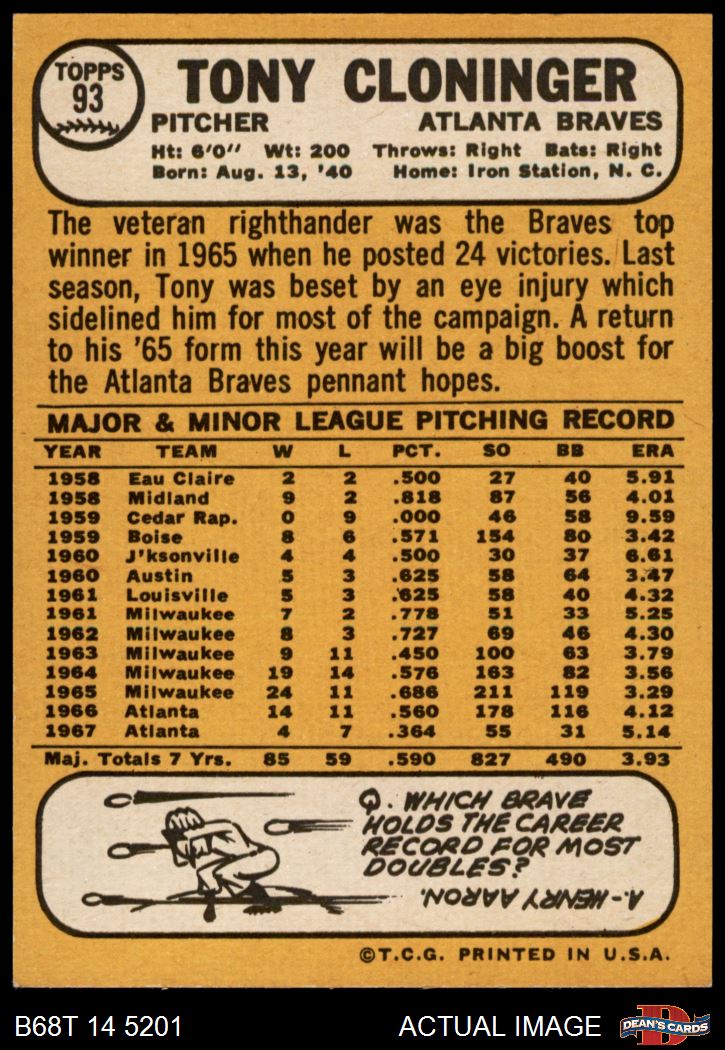 TOPPS
93
TONY CLONINGER
PITCHER ATLANTA BRAVES
Ht: 6'0" Wt: 200 Throws: Right Bats: Right
Born: Aug. 13, '40 Home: Iron Station, N. C.
The veteran righthander was the Braves top
winner in 1965 when he posted 24 victories. Last
season, Tony was beset by an eye injury which
sidelined him for most of the campaign. A return
to his '65 form this year will be a big boost for
the Atlanta Braves pennant hopes.
MAJOR & MINOR LEAGUE PITCHING RECORD
YEAR TEAM W L PCT. SO BB ERA
1958 Eau Claire 2 2 .500 27 40 5.91
1958 Midland 9 2 .818 87 56 4.01
1959 Cedar Rap. 0 9 .000 46 58 9.59
1959 Boise 8 6 .571 154 80 3.42
1960 J'ksonville 4 4 .500 30 37 6.61
1960 Austin 5 3 .625 58 64 3.47
1961 Louisville 5 3 .625 58 40 4.32
1961 Milwaukee 7 2 .778 51 33 5.25
1962 Milwaukee 8 3 .727 69 46 4.30
1963 Milwaukee 9 11 .450 100 63 3.79
1964 Milwaukee 19 14 .576 163 82 3.56
1965 Milwaukee 24 11 .686 211 119 3.29
1966 Atlanta 14 11 .560 178 116 4.12
1967 Atlanta 4 7 .364 55 31 5.14
Maj. Totals 7 Yrs. 85 59 .590 827 490 3.93
Q. WHICH BRAVE
HOLDS THE CAREER
RECORD FOR MOST
DOUBLES?
A-HENRY AARON.
©T.C.G. PRINTED IN U.S.A.
B68T 14 5201 ACTUAL IMAGE D DEAN'S CARDS